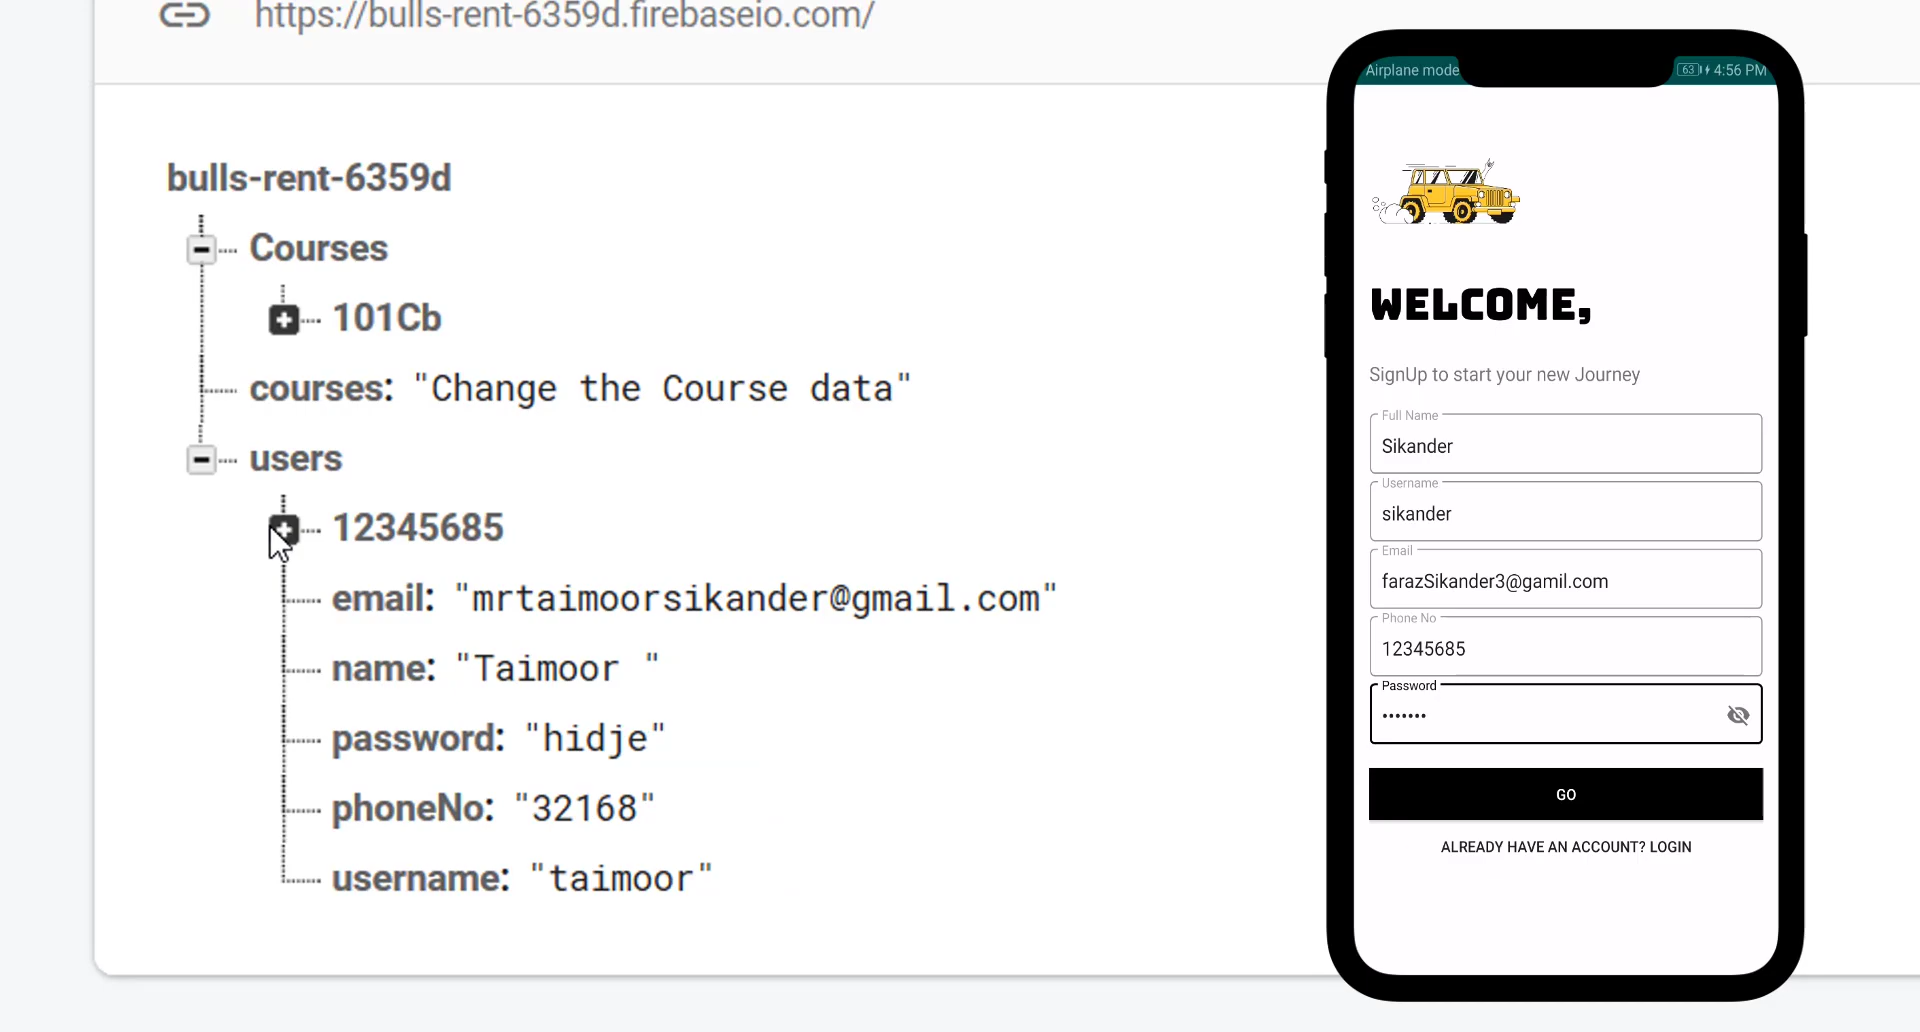 https://bulls-rent-6359d.firebaseio.com/
bulls-rent-6359d
Courses
101Cb
courses: "Change the Course data"
users
12345685
email: "mrtaimoorsikander@gmail.com"
name: "Taimoor "
password: "hidje"
phoneNo: "32168"
username: "taimoor"
Airplane mode
63 4:56 PM
WELCOME,
SignUp to start your new Journey
Full Name
Sikander
Username
sikander
Email
farazSikander3@gamil.com
Phone No
12345685
Password
•••••••
GO
ALREADY HAVE AN ACCOUNT? LOGIN